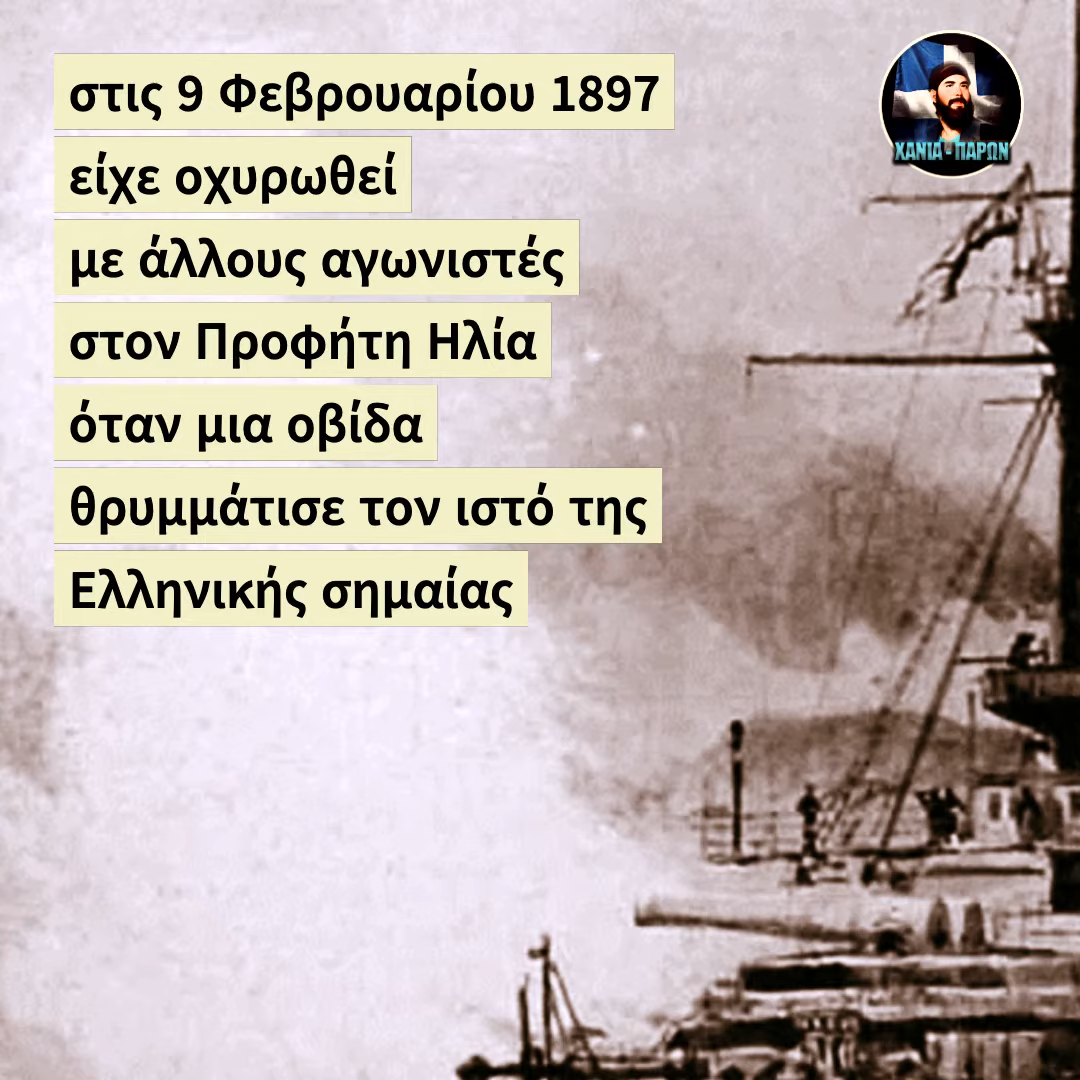 στις 9 Φεβρουαρίου 1897
είχε οχυρωθεί
με άλλους αγωνιστές
στον Προφήτη Ηλία
όταν μια οβίδα
θρυμμάτισε τον ιστό της
Ελληνικής σημαίας
ΧΑΝΙΆ - ΠΑΡΩΝ